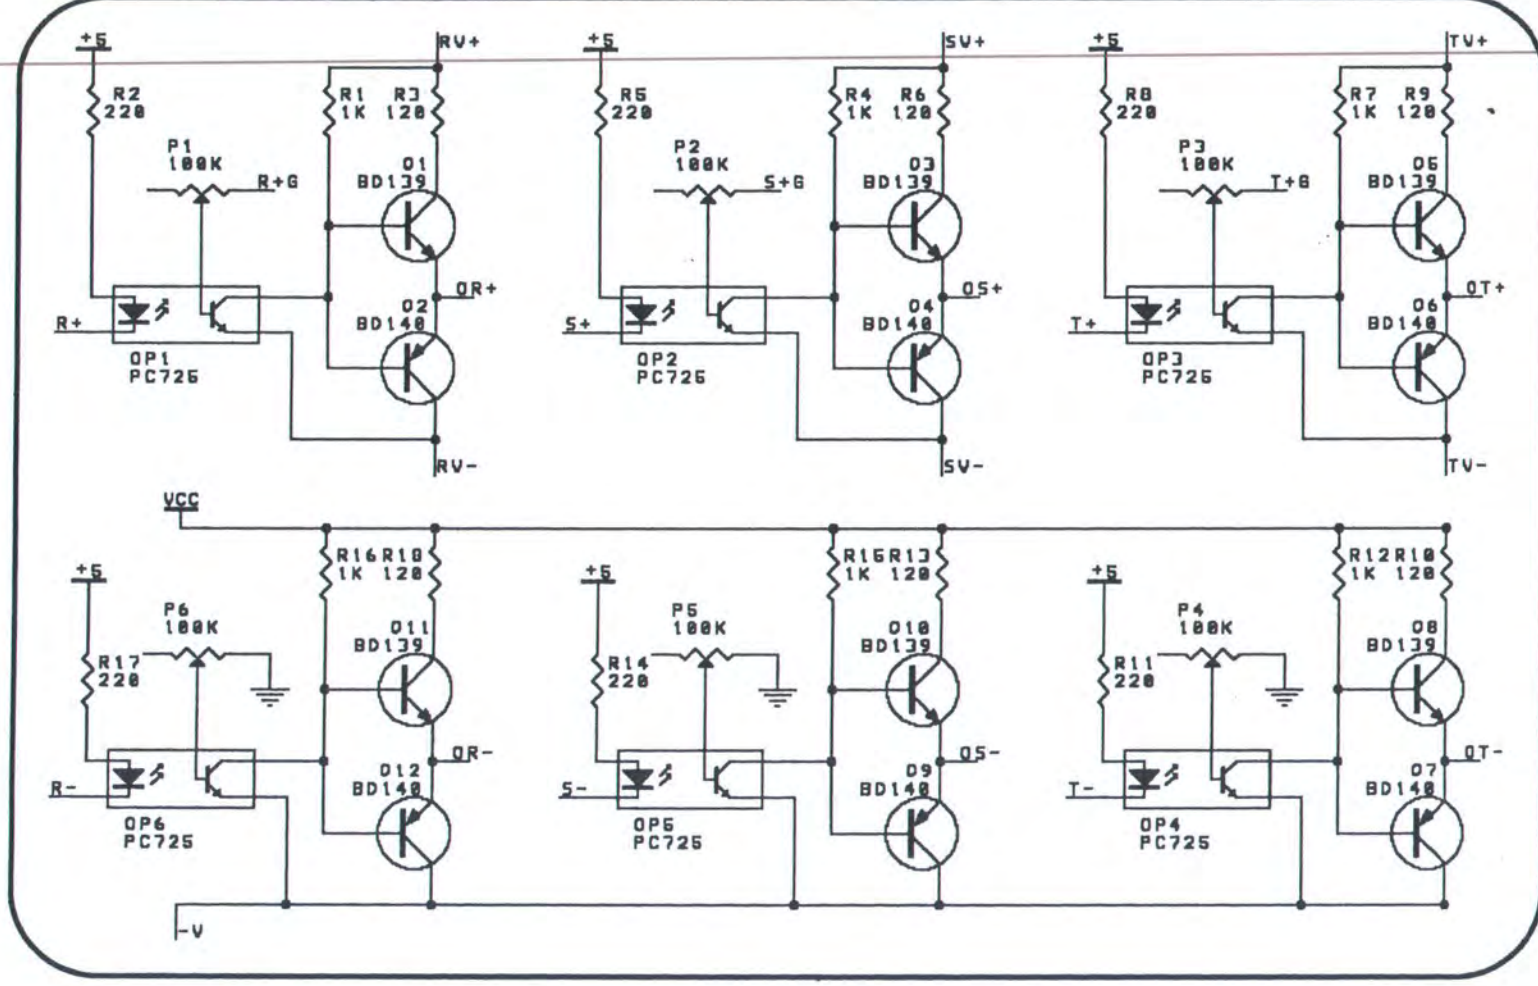 +5 RV+ +5 SV+ +5 TV+
R2 R1 R3 R5 R4 R6 R8 R7 R9
220 1K 120 220 1K 120 220 1K 120
P1 P2 P3
100K Q1 100K Q3 100K Q5
R+G BD139 S+G BD139 T+G BD139
OR+ OS+ OT+
Q2 Q4 Q6
R+ BD140 S+ BD140 T+ BD140
OP1 OP2 OP3
PC725 PC725 PC725
RV- SV- TV-
VCC
R16 R18 R15 R13 R12 R10
+5 1K 120 +5 1K 120 +5 1K 120
P6 P5 P4
100K Q11 100K Q10 100K Q8
BD139 BD139 BD139
R17 R14 R11
220 220 220
OR- OS- OT-
Q12 Q9 Q7
R- BD140 S- BD140 T- BD140
OP6 OP5 OP4
PC725 PC725 PC725
-V